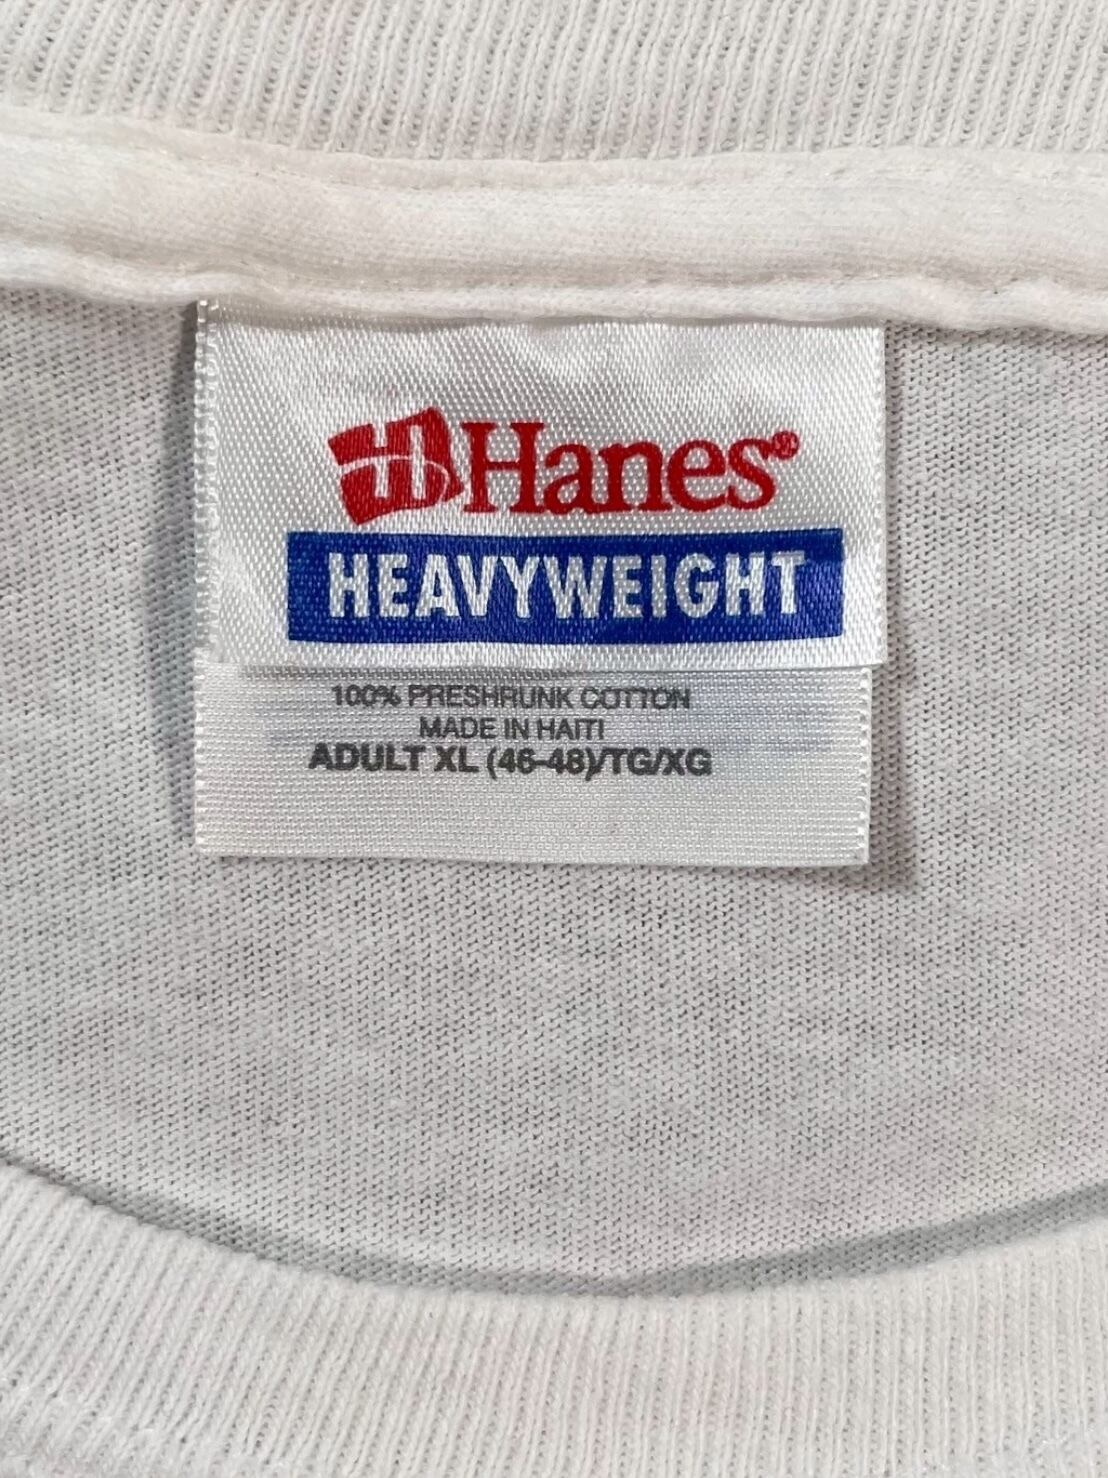 Hanes®
HEAVYWEIGHT
100% PRESHRUNK COTTON
MADE IN HAITI
ADULT XL (46-48)/TG/XG